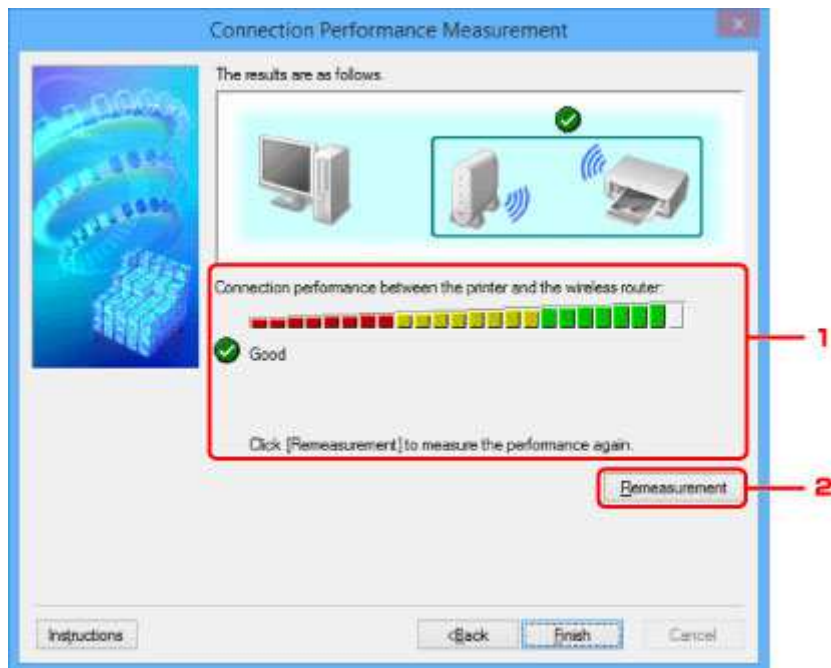 Connection Performance Measurement
x
The results are as follows.
Connection performance between the printer and the wireless router:
Good
1
Click [Remeasurement] to measure the performance again.
Remeasurement
2
Instructions
<Back
Finish
Cancel